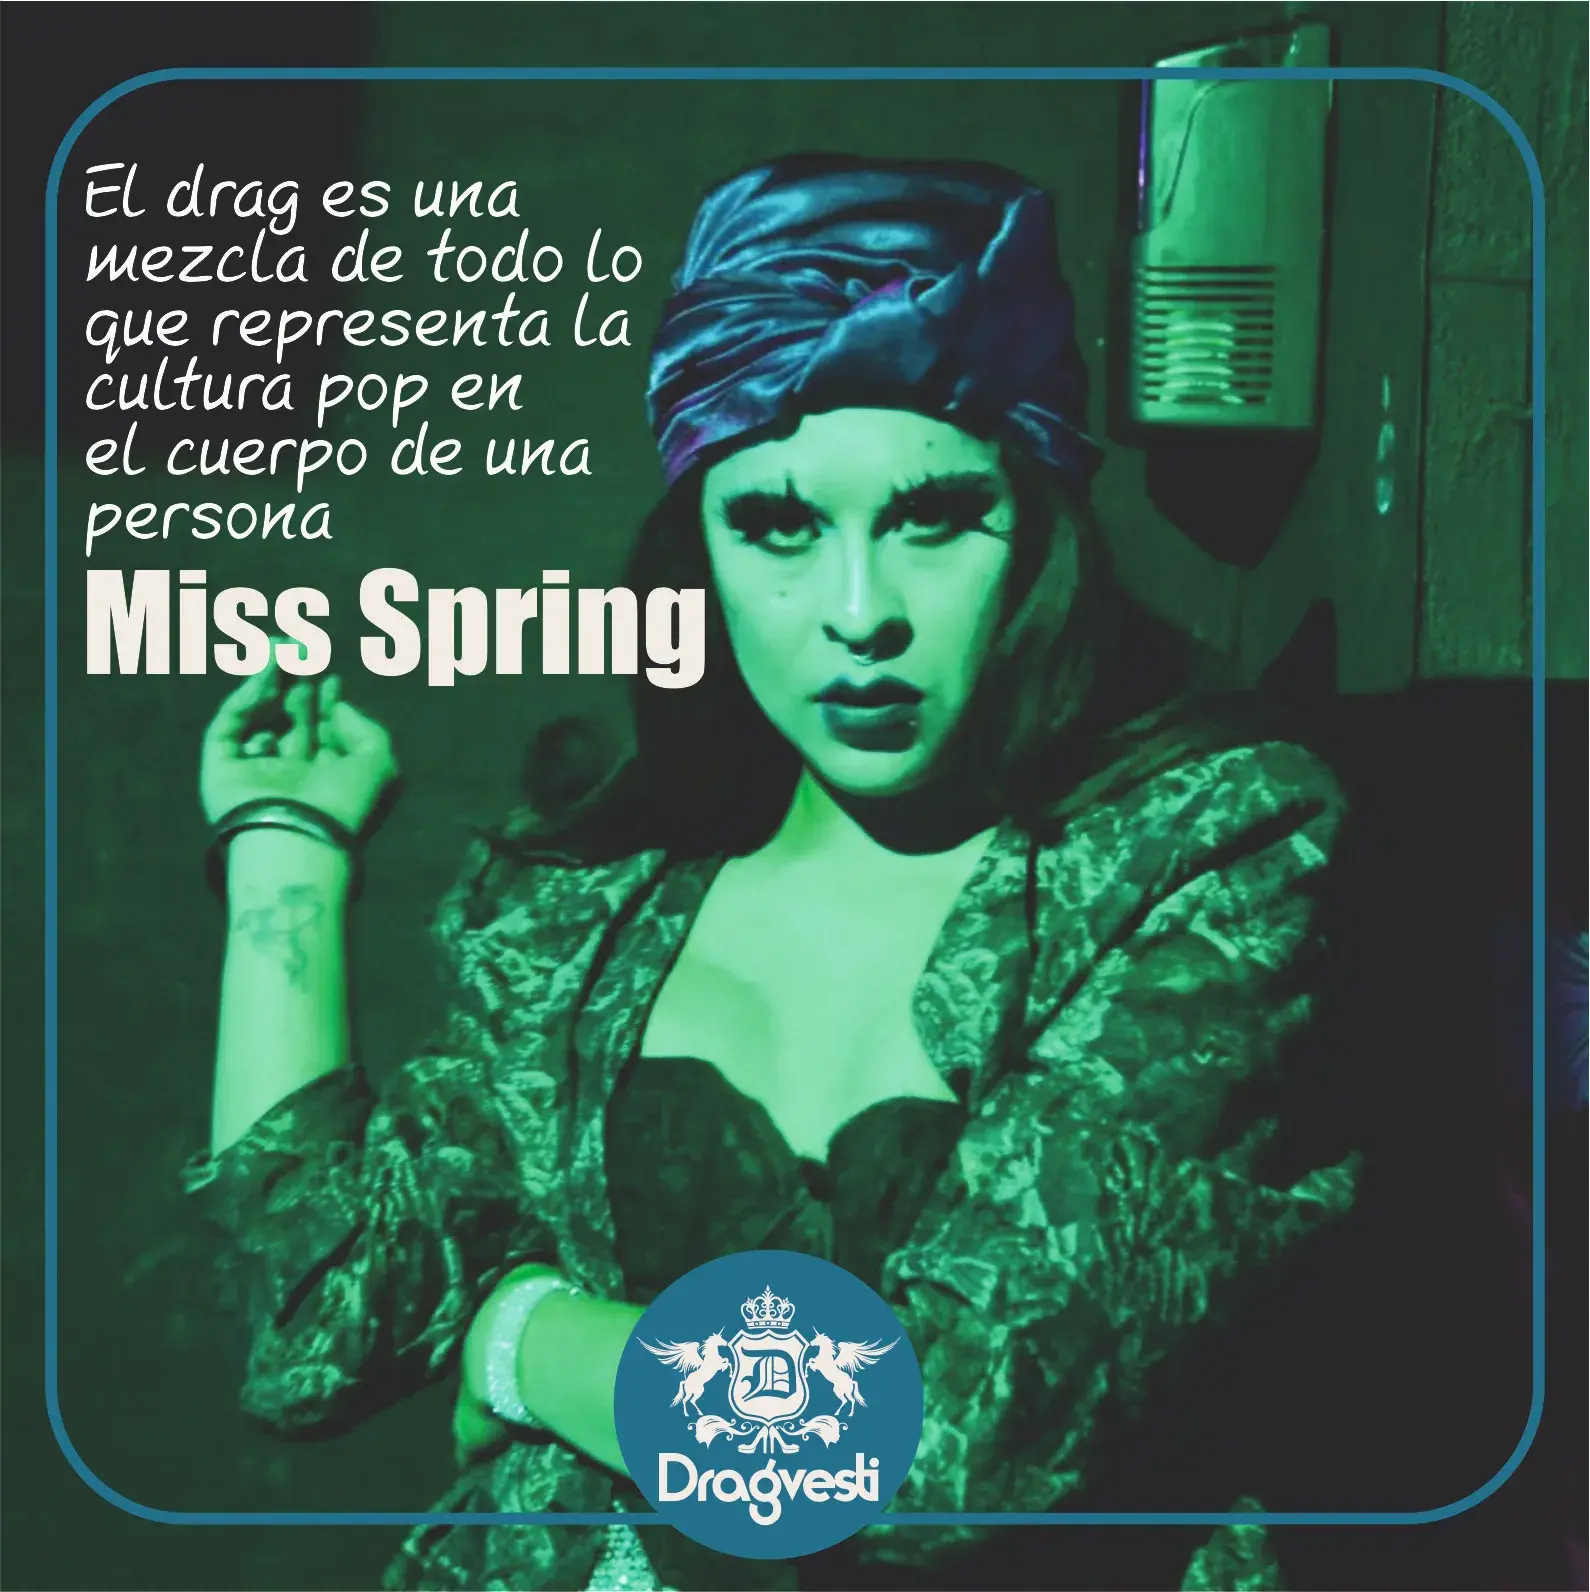 El drag es una
mezcla de todo lo
que representa la
cultura pop en
el cuerpo de una
persona
Miss Spring
D
Dragvesti